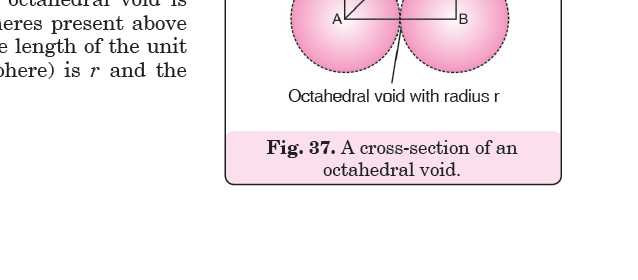 octahedral void is
heres present above
e length of the unit
ohere) is r and the
A
B
Octahedral void with radius r
Fig. 37. A cross-section of an
octahedral void.